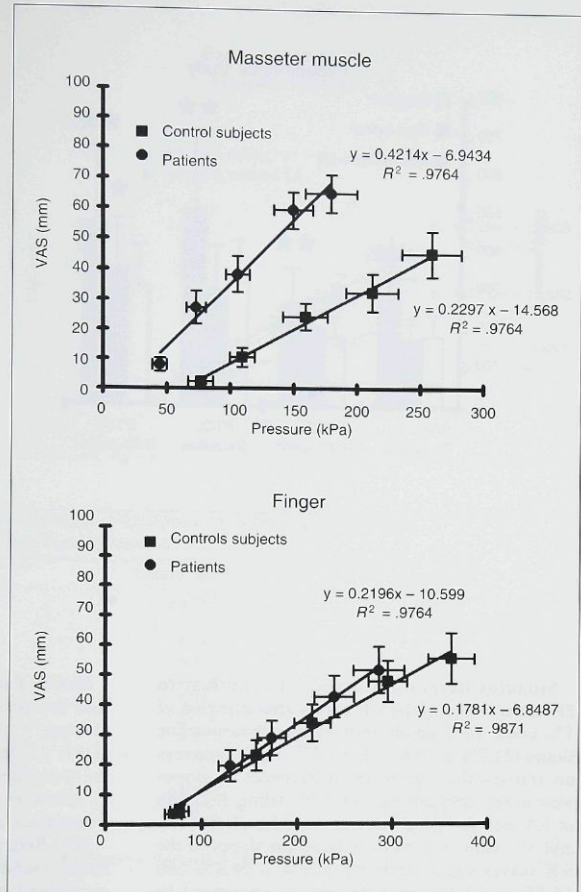 Masseter muscle
100
90
80
70
60
50
40
30
20
10
0
VAS (mm)
Control subjects
Patients
y = 0.4214x – 6.9434
R² = .9764
0.2297 x – 14.568
R² = .9764
0 50 100 150 200 250 300
Pressure (kPa)
Finger
100
90
80
70
60
50
40
30
20
10
0
VAS (mm)
Controls subjects
Patients
y = 0.2196x – 10.599
R² = .9764
0.1781x – 6.8487
R² = .9871
0 100 200 300 400
Pressure (kPa)